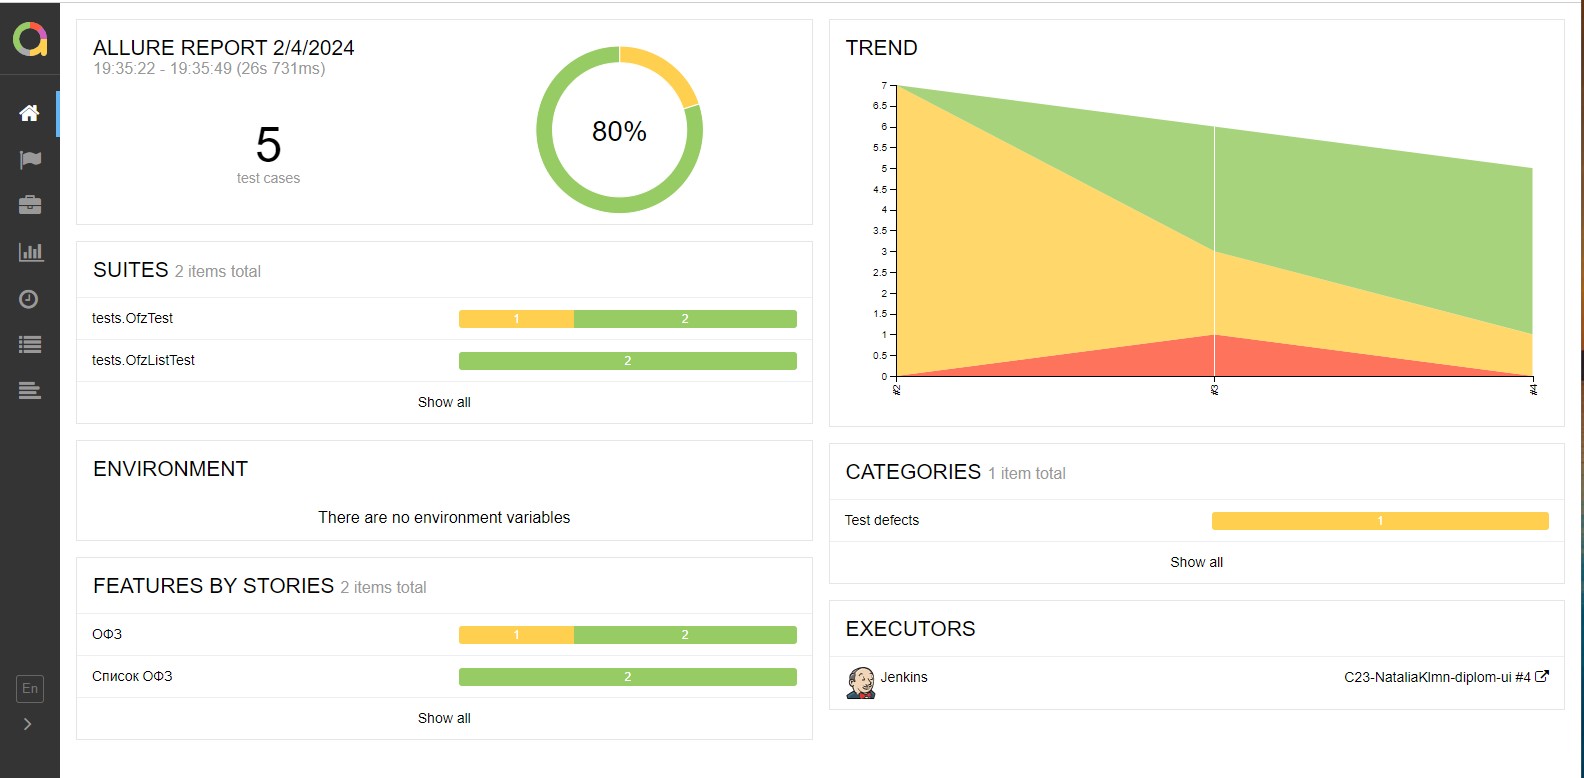 ALLURE REPORT 2/4/2024
19:35:22 - 19:35:49 (26s 731ms)
5
test cases
80%
SUITES 2 items total
tests.OfzTest 1 2
tests.OfzListTest 2
Show all
ENVIRONMENT
There are no environment variables
FEATURES BY STORIES 2 items total
ОФЗ 1 2
Список ОФЗ 2
Show all
En
TREND
7
6.5
6
5.5
5
4.5
4
3.5
3
2.5
2
1.5
1
0.5
0
#2 #3 #4
CATEGORIES 1 item total
Test defects 1
Show all
EXECUTORS
Jenkins C23-NataliaKlmn-diplom-ui #4